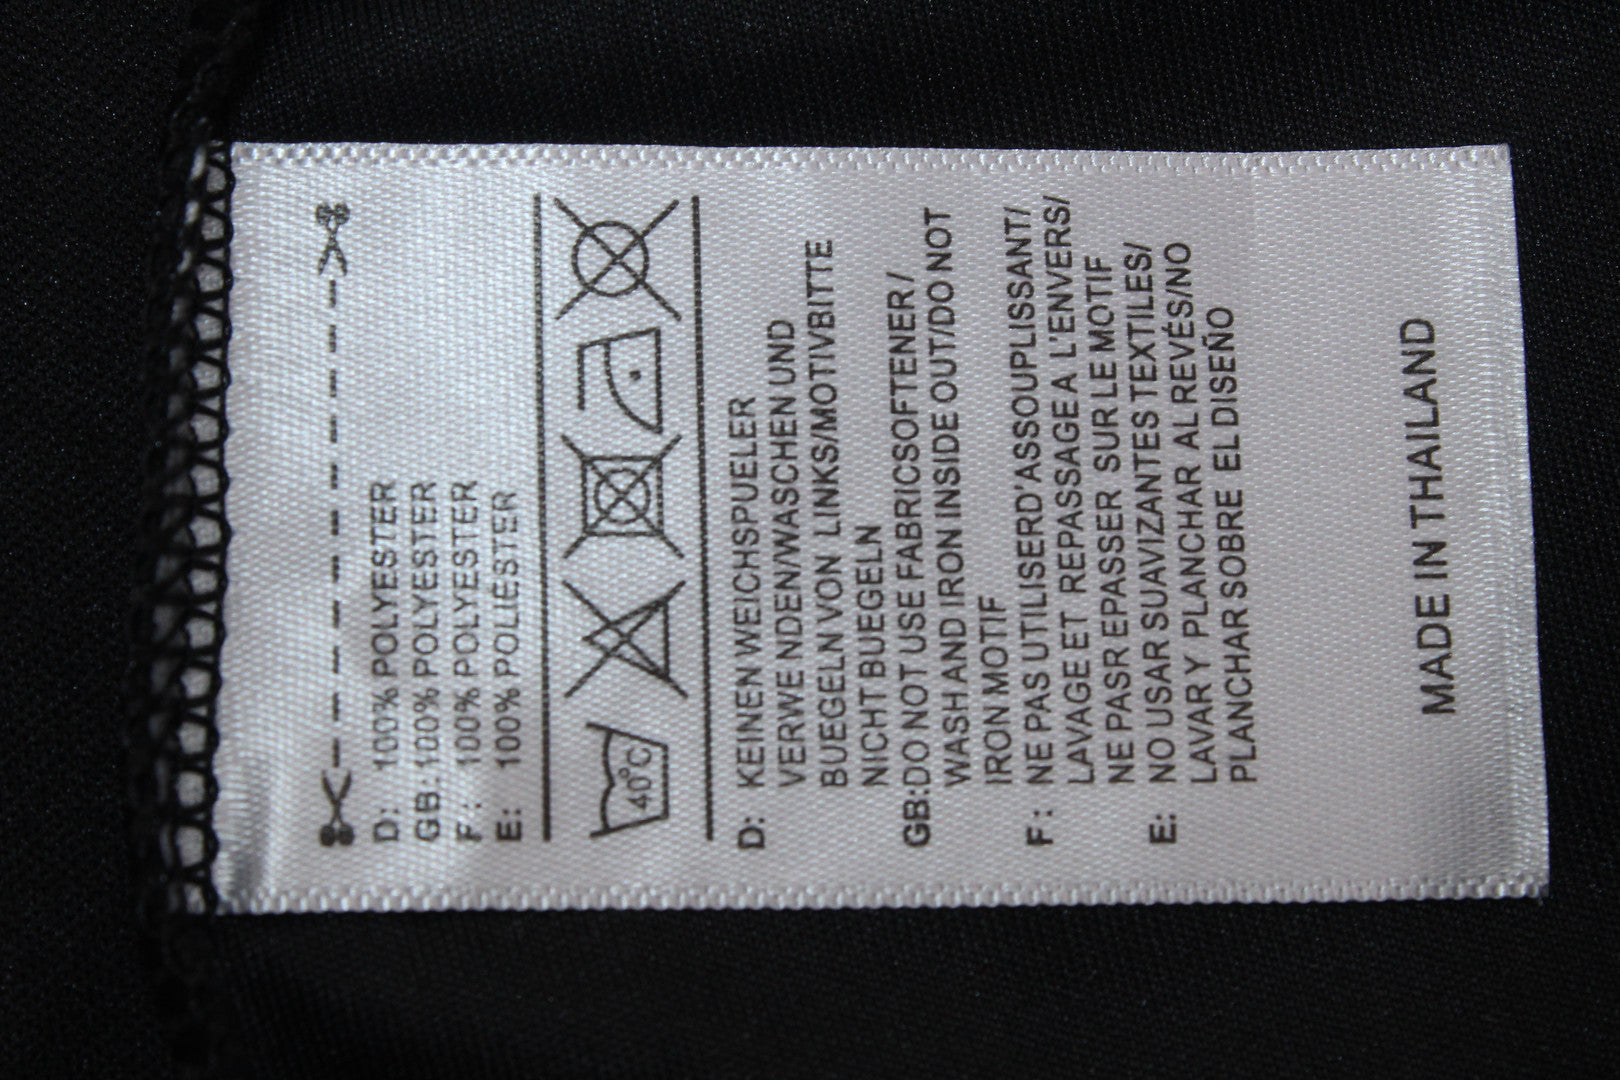 D: 100% POLYESTER
GB: 100% POLYESTER
F: 100% POLYESTER
E: 100% POLIESTER
40°C
D: KEINEN WEICHSPUELER
VERWE NDEN/WASCHEN UND
BUEGELN VON LINKS/MOTIVBITTE
NICHT BUEGELN
GB:DO NOT USE FABRICSOFTENER/
WASH AND IRON INSIDE OUT/DO NOT
IRON MOTIF
F: NE PAS UTILISERD'ASSOUPLISSANT/
LAVAGE ET REPASSAGE A L'ENVERS/
NE PASR EPASSER SUR LE MOTIF
E: NO USAR SUAVIZANTES TEXTILES/
LAVAR Y PLANCHAR AL REVÉS/NO
PLANCHAR SOBRE EL DISEÑO
MADE IN THAILAND